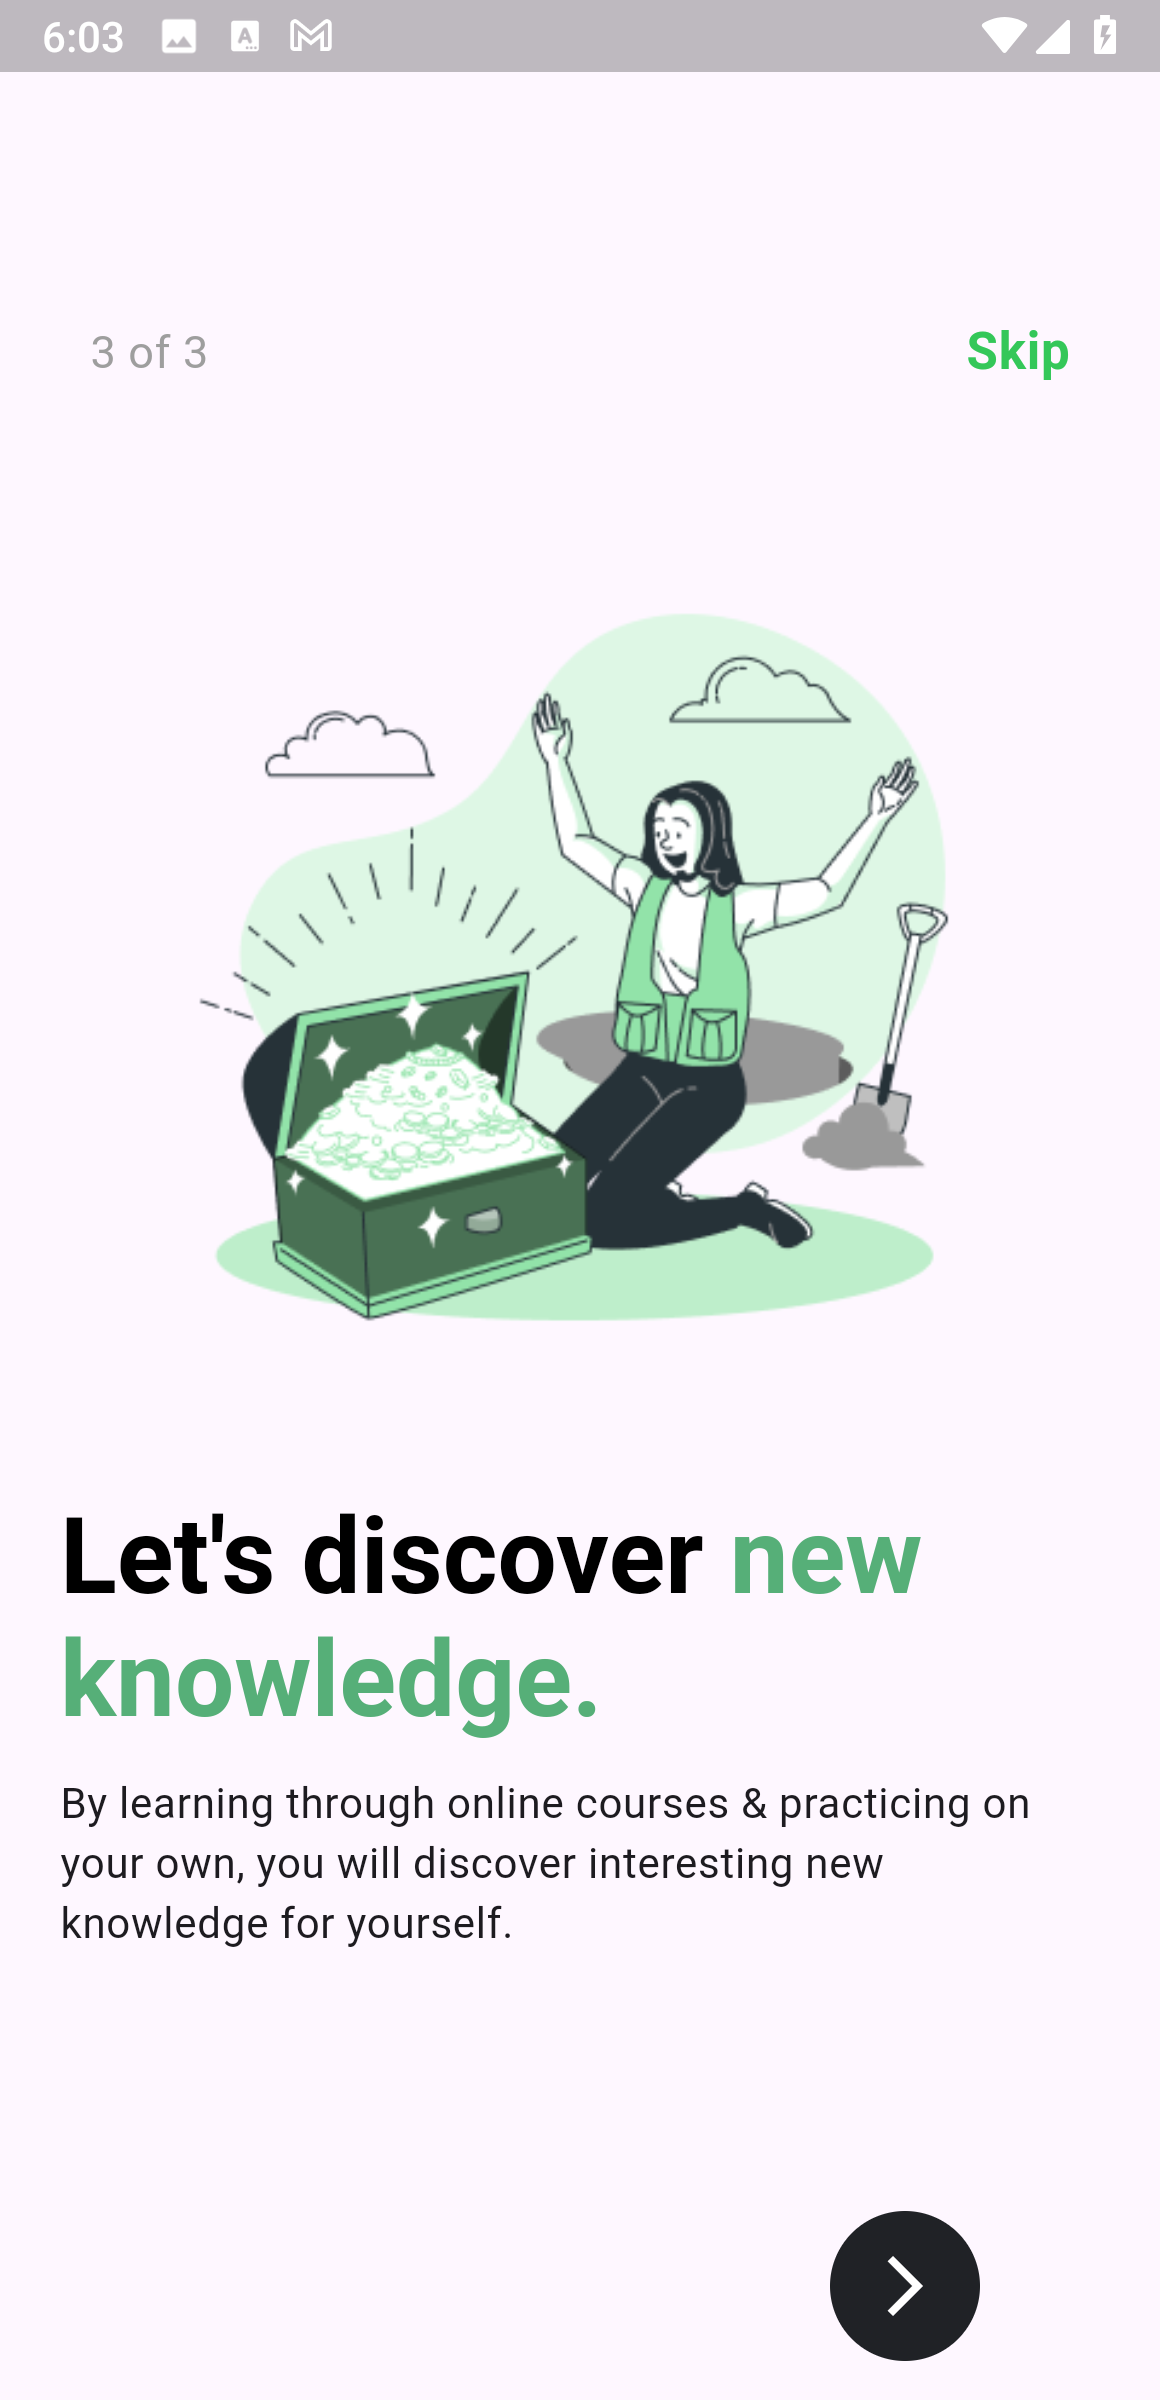 6:03
3 of 3
Skip
Let's discover new
knowledge.
By learning through online courses & practicing on
your own, you will discover interesting new
knowledge for yourself.